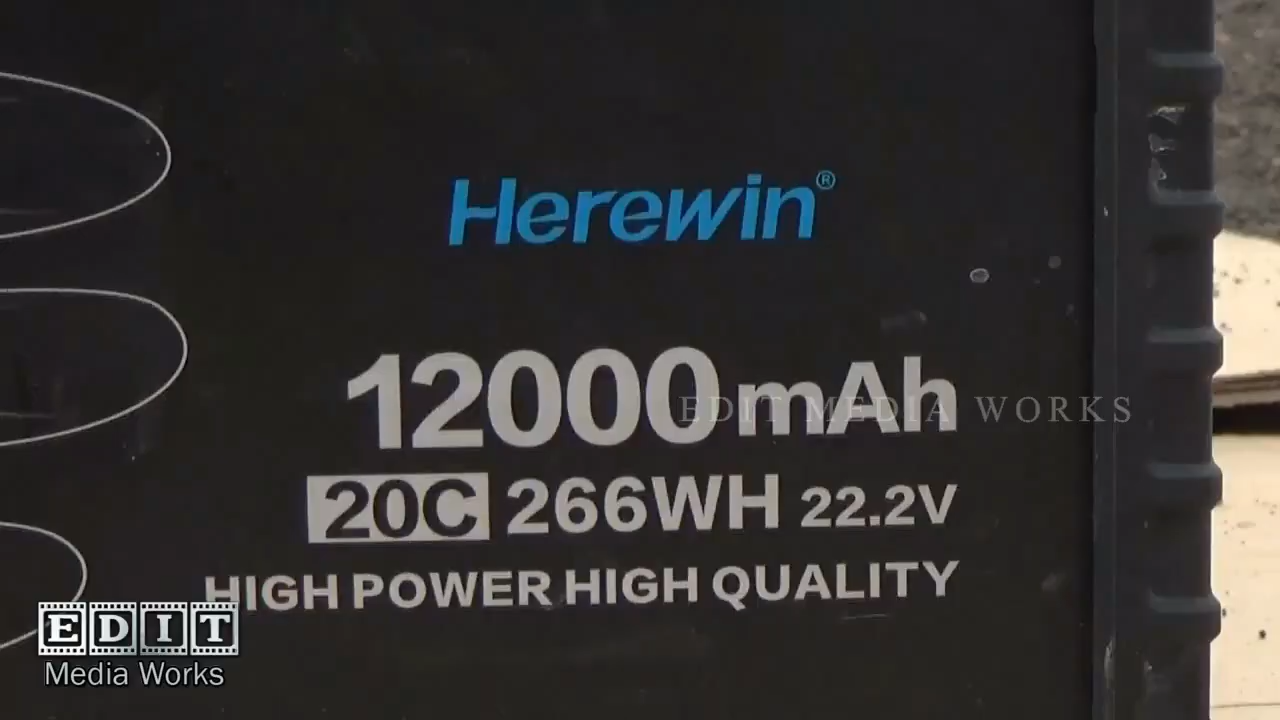 Herewin®
12000mAh
EDIT MEDIA WORKS
20C 266WH 22.2V
HIGH POWER HIGH QUALITY
EDIT
Media Works